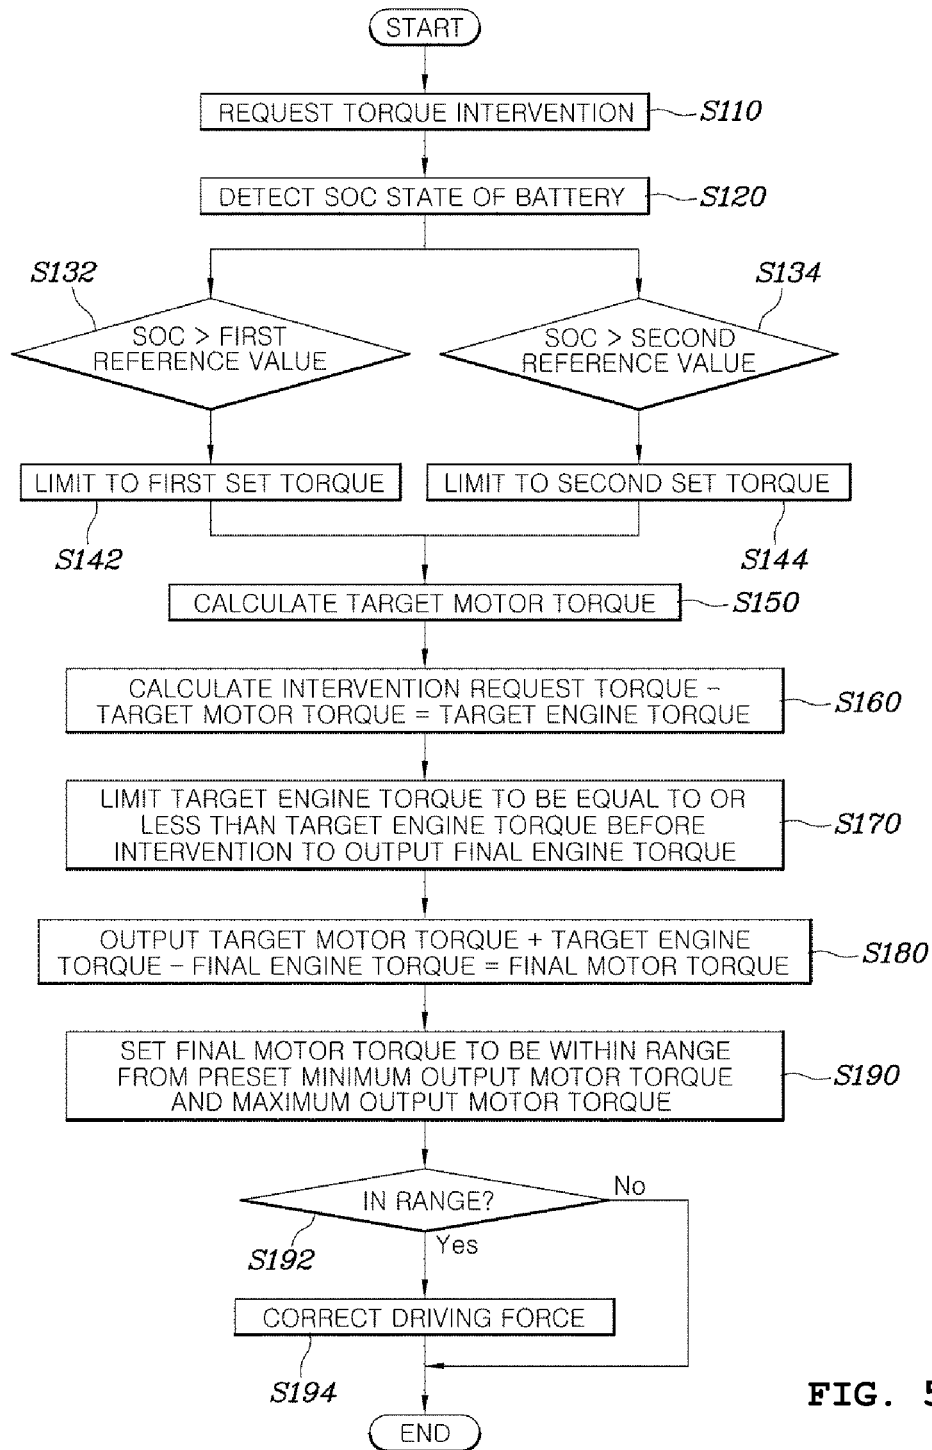 START
REQUEST TORQUE INTERVENTION
S110
DETECT SOC STATE OF BATTERY
S120
S132
S134
SOC > FIRST
REFERENCE VALUE
SOC > SECOND
REFERENCE VALUE
LIMIT TO FIRST SET TORQUE
LIMIT TO SECOND SET TORQUE
S142
S144
CALCULATE TARGET MOTOR TORQUE
S150
CALCULATE INTERVENTION REQUEST TORQUE –
TARGET MOTOR TORQUE = TARGET ENGINE TORQUE
S160
LIMIT TARGET ENGINE TORQUE TO BE EQUAL TO OR
LESS THAN TARGET ENGINE TORQUE BEFORE
INTERVENTION TO OUTPUT FINAL ENGINE TORQUE
S170
OUTPUT TARGET MOTOR TORQUE + TARGET ENGINE
TORQUE – FINAL ENGINE TORQUE = FINAL MOTOR TORQUE
S180
SET FINAL MOTOR TORQUE TO BE WITHIN RANGE
FROM PRESET MINIMUM OUTPUT MOTOR TORQUE
AND MAXIMUM OUTPUT MOTOR TORQUE
S190
IN RANGE?
No
S192
Yes
CORRECT DRIVING FORCE
S194
END
FIG. 5